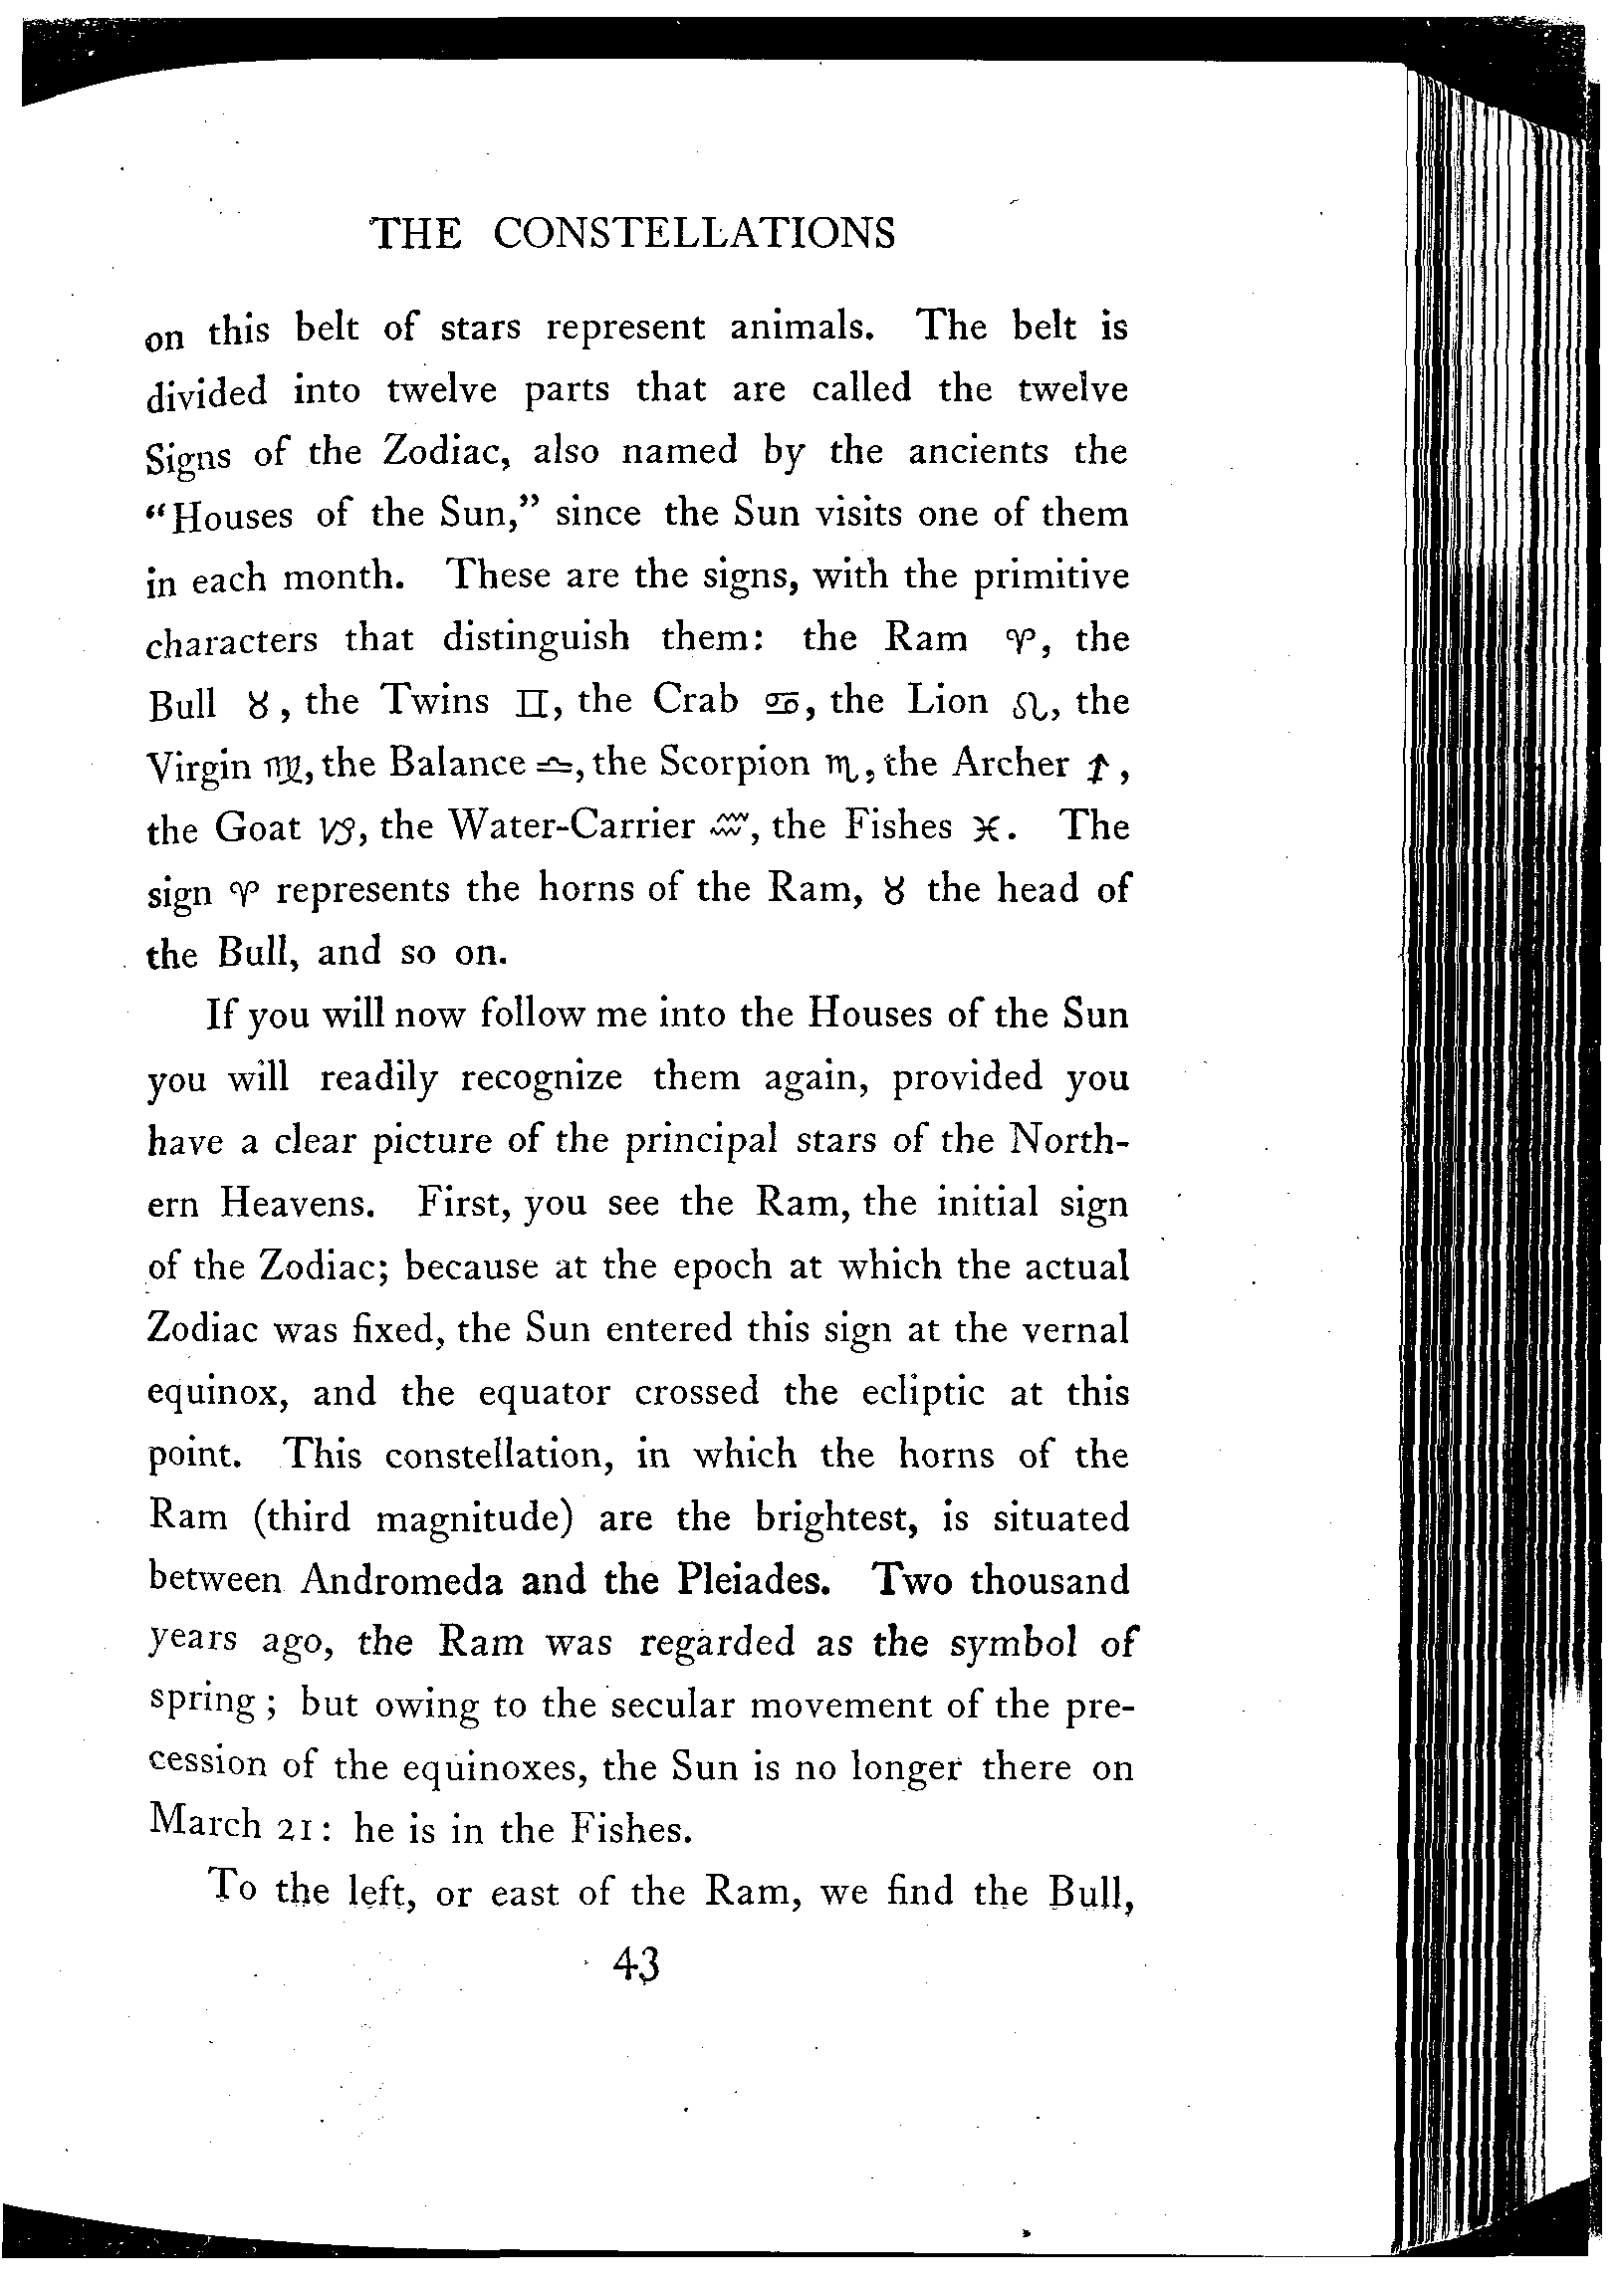 THE CONSTELLATIONS
on this belt of stars represent animals. The belt is
divided into twelve parts that are called the twelve
Signs of the Zodiac, also named by the ancients the
“Houses of the Sun,” since the Sun visits one of them
in each month. These are the signs, with the primitive
characters that distinguish them: the Ram ♈, the
Bull ♉, the Twins ♊, the Crab ♋, the Lion ♌, the
Virgin ♍, the Balance ♎, the Scorpion ♏, the Archer ♐,
the Goat ♑, the Water-Carrier ♒, the Fishes ♓. The
sign ♈ represents the horns of the Ram, ♉ the head of
the Bull, and so on.
If you will now follow me into the Houses of the Sun
you will readily recognize them again, provided you
have a clear picture of the principal stars of the North-
ern Heavens. First, you see the Ram, the initial sign
of the Zodiac; because at the epoch at which the actual
Zodiac was fixed, the Sun entered this sign at the vernal
equinox, and the equator crossed the ecliptic at this
point. This constellation, in which the horns of the
Ram (third magnitude) are the brightest, is situated
between Andromeda and the Pleiades. Two thousand
years ago, the Ram was regarded as the symbol of
spring; but owing to the secular movement of the pre-
cession of the equinoxes, the Sun is no longer there on
March 21: he is in the Fishes.
To the left, or east of the Ram, we find the Bull,
43